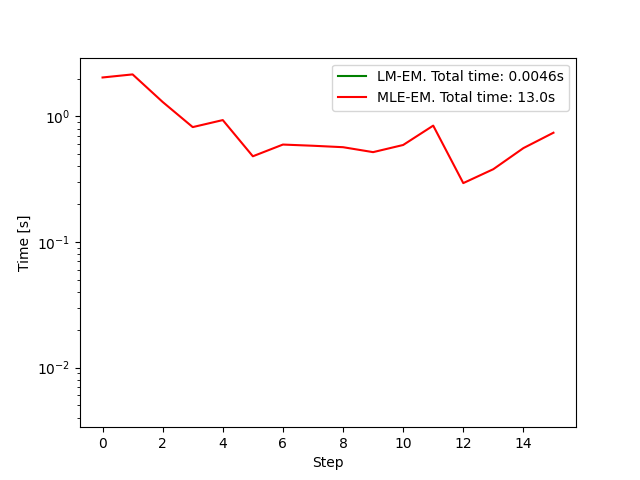 LM-EM. Total time: 0.0046s
MLE-EM. Total time: 13.0s
10⁰
10⁻¹
10⁻²
Time [s]
0 2 4 6 8 10 12 14
Step